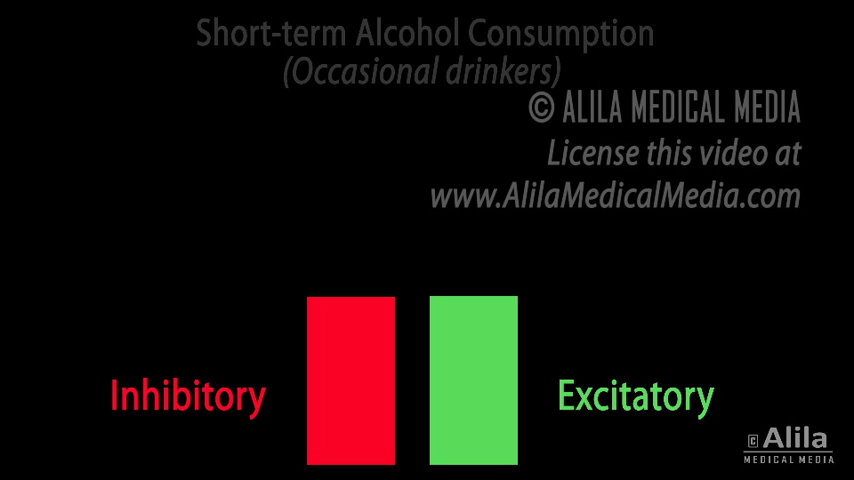 Short-term Alcohol Consumption
(Occasional drinkers)
© ALILA MEDICAL MEDIA
License this video at
www.AlilaMedicalMedia.com
Inhibitory
Excitatory
© Alila
MEDICAL MEDIA